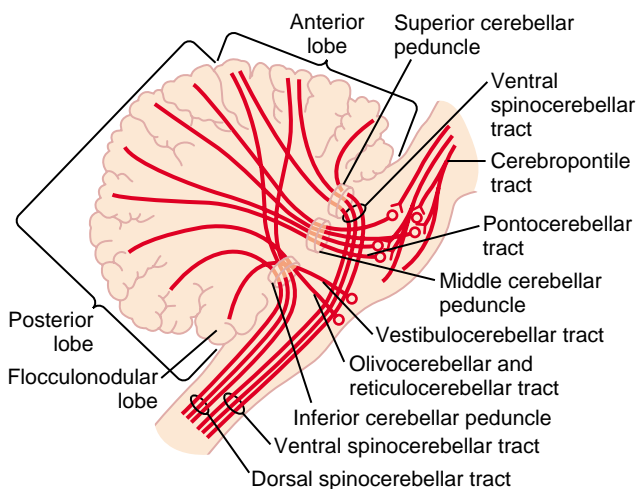 Anterior
lobe
Superior cerebellar
peduncle
Ventral
spinocerebellar
tract
Cerebropontile
tract
Pontocerebellar
tract
Middle cerebellar
peduncle
Vestibulocerebellar tract
Posterior
lobe
Flocculonodular
lobe
Olivocerebellar and
reticulocerebellar tract
Inferior cerebellar peduncle
Ventral spinocerebellar tract
Dorsal spinocerebellar tract